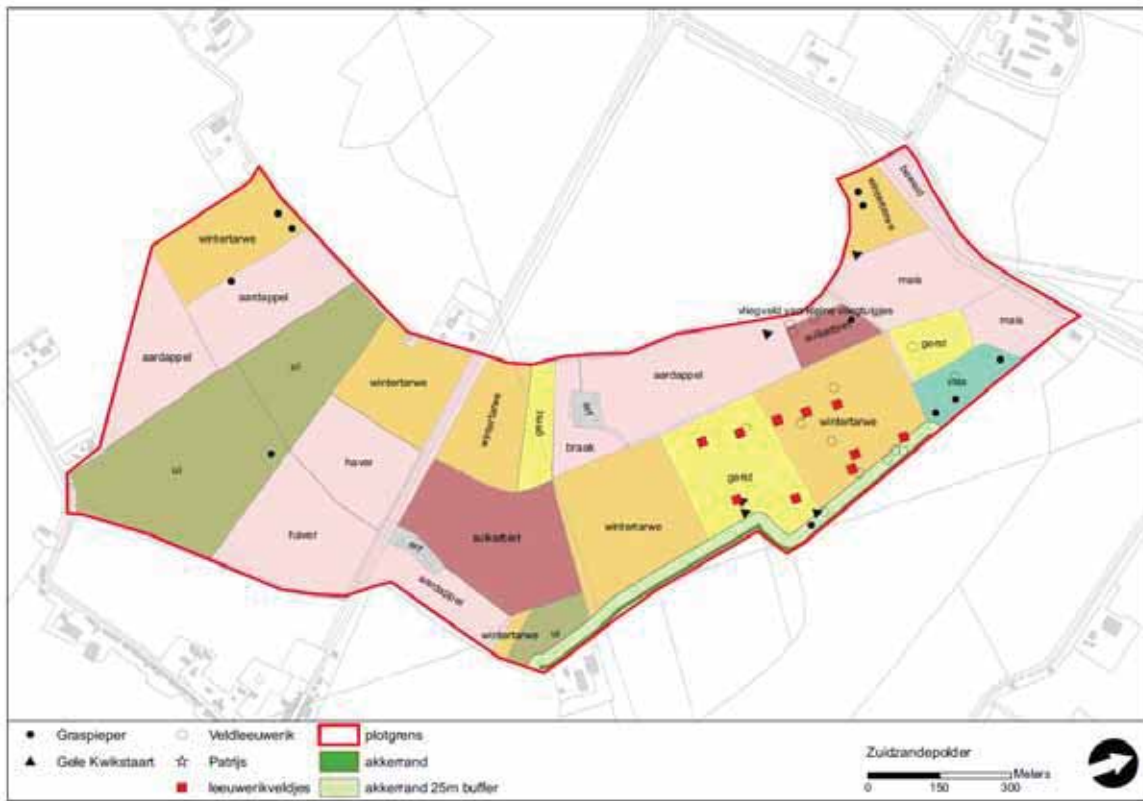 wintertarwe
beweid
wintertarwe
aardappel
mais
aardappel
vliegveld voor kleine vliegtuigjes
mais
suikerbiet
gerst
ui
wintertarwe
aardappel
vlas
wintertarwe
gerst
erf
wintertarwe
braak
haver
ui
gerst
haver
suikerbiet
wintertarwe
erf
aardappel
wintertarwe
ui
Graspieper
Veldleeuwerik
plotgrens
Gele Kwikstaart
Patrijs
akkerrand
leeuwerikveldjes
akkerrand 25m buffer
Zuidzandepolder
Meters
0 150 300